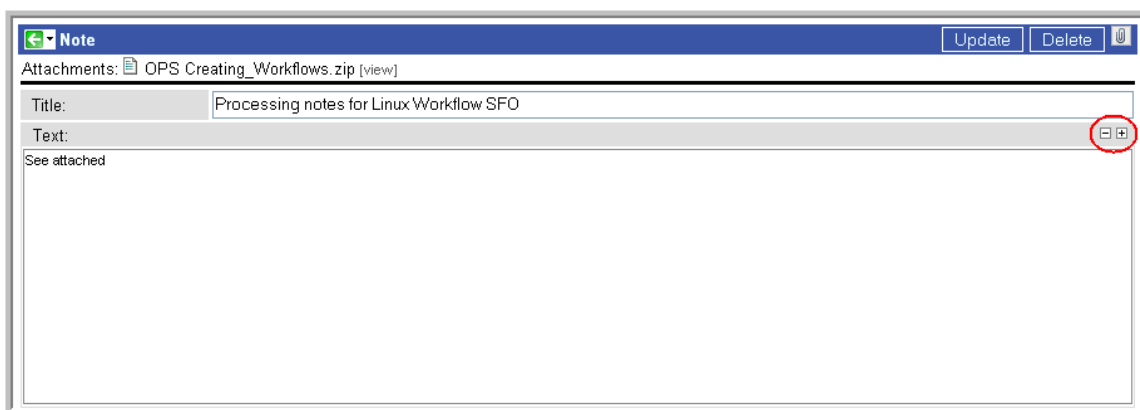 Note Update Delete
Attachments: OPS Creating_Workflows.zip [view]
Title: Processing notes for Linux Workflow SFO
Text:
See attached